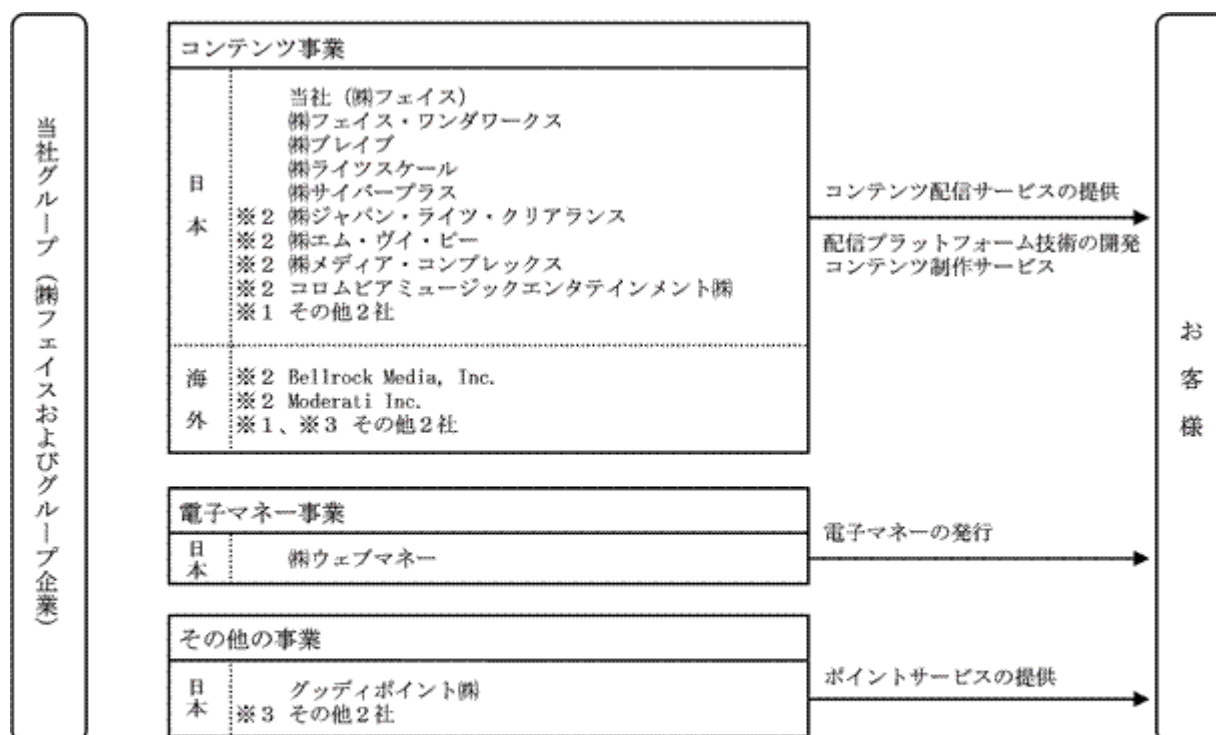 当社グループ（㈱フェイスおよびグループ企業）
コンテンツ事業
日本
当社（㈱フェイス）
㈱フェイス・ワンダワークス
㈱ブレイブ
㈱ライツスケール
㈱サイバープラス
※２ ㈱ジャパン・ライツ・クリアランス
※２ ㈱エム・ヴイ・ピー
※２ ㈱メディア・コンプレックス
※２ コロムビアミュージックエンタテインメント㈱
※１ その他２社
海外
※２ Bellrock Media, Inc.
※２ Moderati Inc.
※１、※３ その他２社
コンテンツ配信サービスの提供
配信プラットフォーム技術の開発
コンテンツ制作サービス
電子マネー事業
日本
㈱ウェブマネー
電子マネーの発行
その他の事業
日本
グッディポイント㈱
※３ その他２社
ポイントサービスの提供
お客様